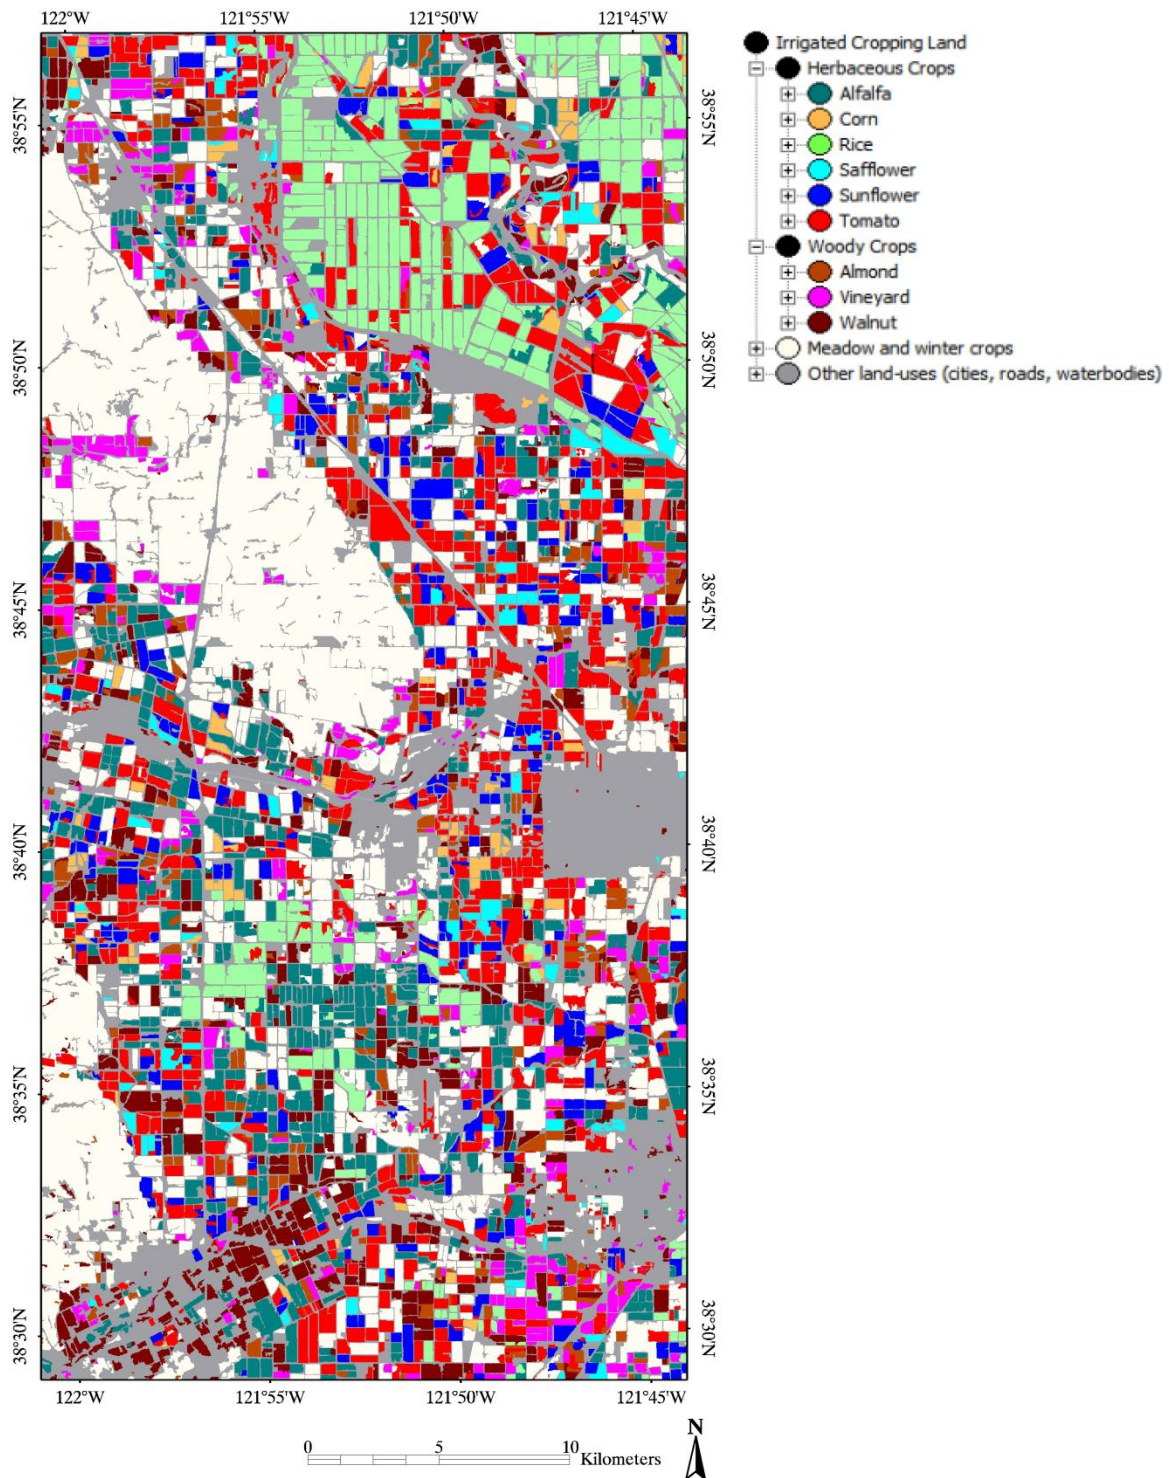 122°W 121°55'W 121°50'W 121°45'W
38°55'N
38°50'N
38°45'N
38°40'N
38°35'N
38°30'N
38°55'N
38°50'N
38°45'N
38°40'N
38°35'N
38°30'N
122°W 121°55'W 121°50'W 121°45'W
0 5 10 Kilometers
N
Irrigated Cropping Land
Herbaceous Crops
Alfalfa
Corn
Rice
Safflower
Sunflower
Tomato
Woody Crops
Almond
Vineyard
Walnut
Meadow and winter crops
Other land-uses (cities, roads, waterbodies)